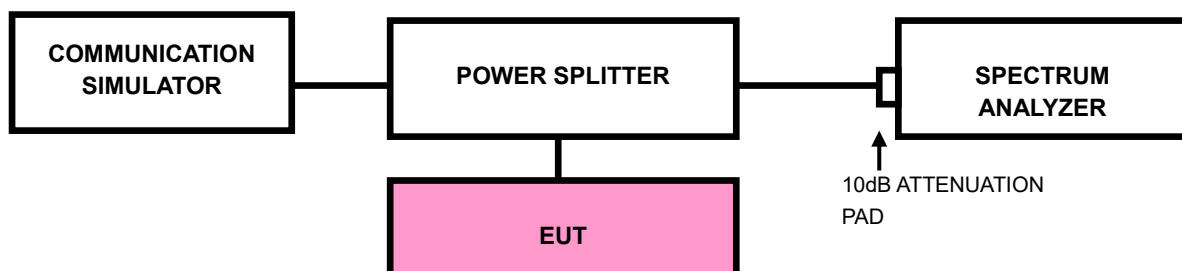 COMMUNICATION
SIMULATOR
POWER SPLITTER
SPECTRUM
ANALYZER
10dB ATTENUATION
PAD
EUT